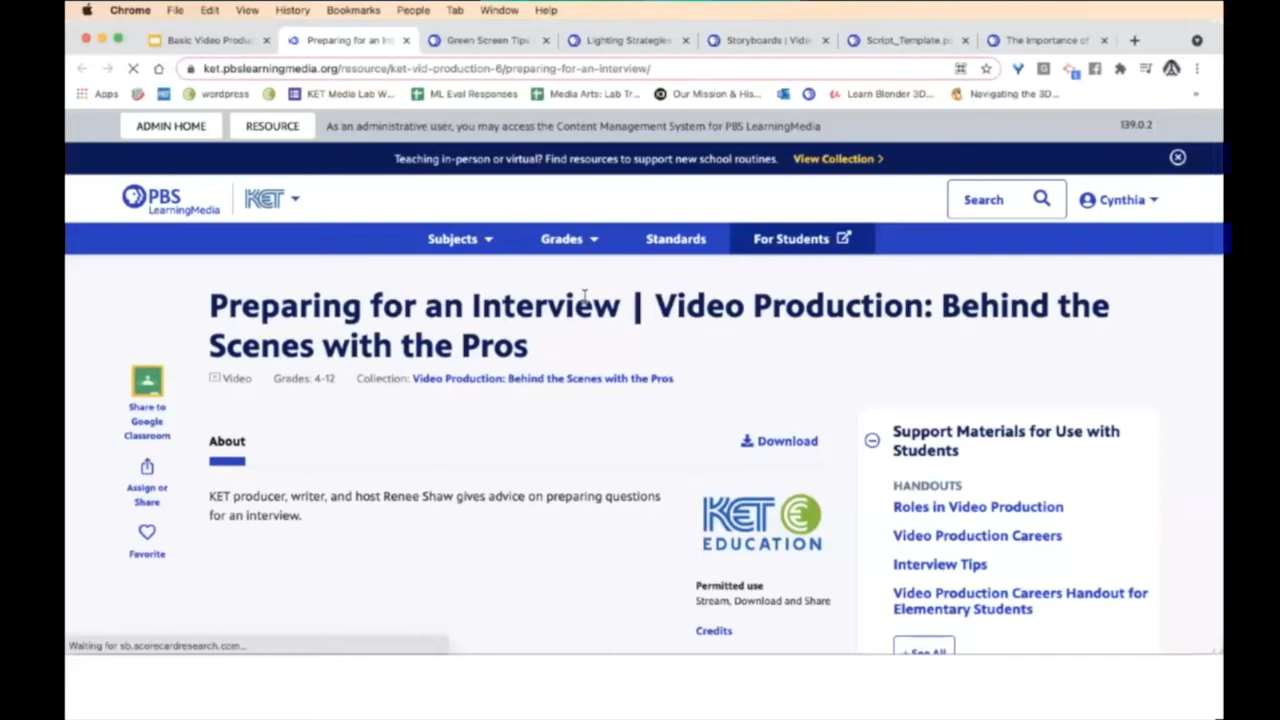 Chrome File Edit View History Bookmarks People Tab Window Help
Basic Video Produc Preparing for an Int Green Screen Tips Lighting Strategies Storyboards | Vide Script_Template.p The Importance of
ket.pbslearningmedia.org/resource/ket-vid-production-6/preparing-for-an-interview/
Apps wordpress KET Media Lab W... ML Eval Responses Media Arts: Lab Tr... Our Mission & His... Learn Blender 3D... Navigating the 3D...
ADMIN HOME RESOURCE As an administrative user, you may access the Content Management System for PBS LearningMedia 139.0.2
Teaching in-person or virtual? Find resources to support new school routines. View Collection >
PBS LearningMedia KET Search Cynthia
Subjects Grades Standards For Students
Preparing for an Interview | Video Production: Behind the
Scenes with the Pros
Video Grades: 4-12 Collection: Video Production: Behind the Scenes with the Pros
Share to
Google
Classroom
Assign or
Share
Favorite
About
Download
KET producer, writer, and host Renee Shaw gives advice on preparing questions
for an interview.
KET
EDUCATION
Permitted use
Stream, Download and Share
Credits
Support Materials for Use with
Students
HANDOUTS
Roles in Video Production
Video Production Careers
Interview Tips
Video Production Careers Handout for
Elementary Students
+ See All
Waiting for sb.scorecardresearch.com...